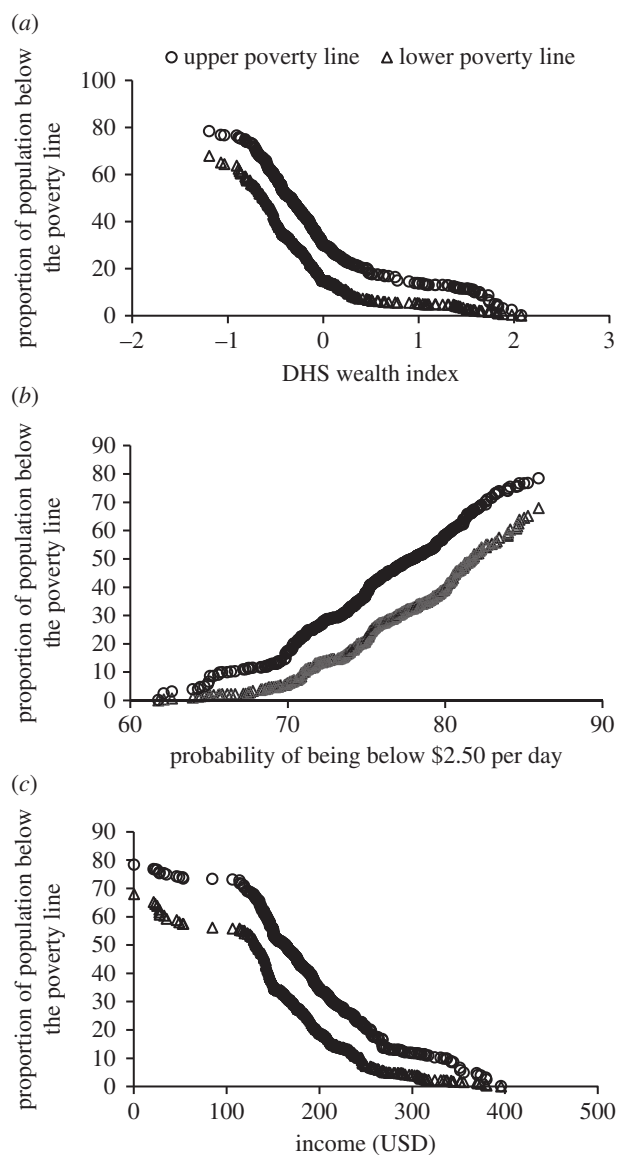 (a)
○ upper poverty line △ lower poverty line
proportion of population below
the poverty line
100
80
60
40
20
0
−2 −1 0 1 2 3
DHS wealth index
(b)
proportion of population below
the poverty line
90
80
70
60
50
40
30
20
10
0
60 70 80 90
probability of being below $2.50 per day
(c)
proportion of population below
the poverty line
90
80
70
60
50
40
30
20
10
0
0 100 200 300 400 500
income (USD)